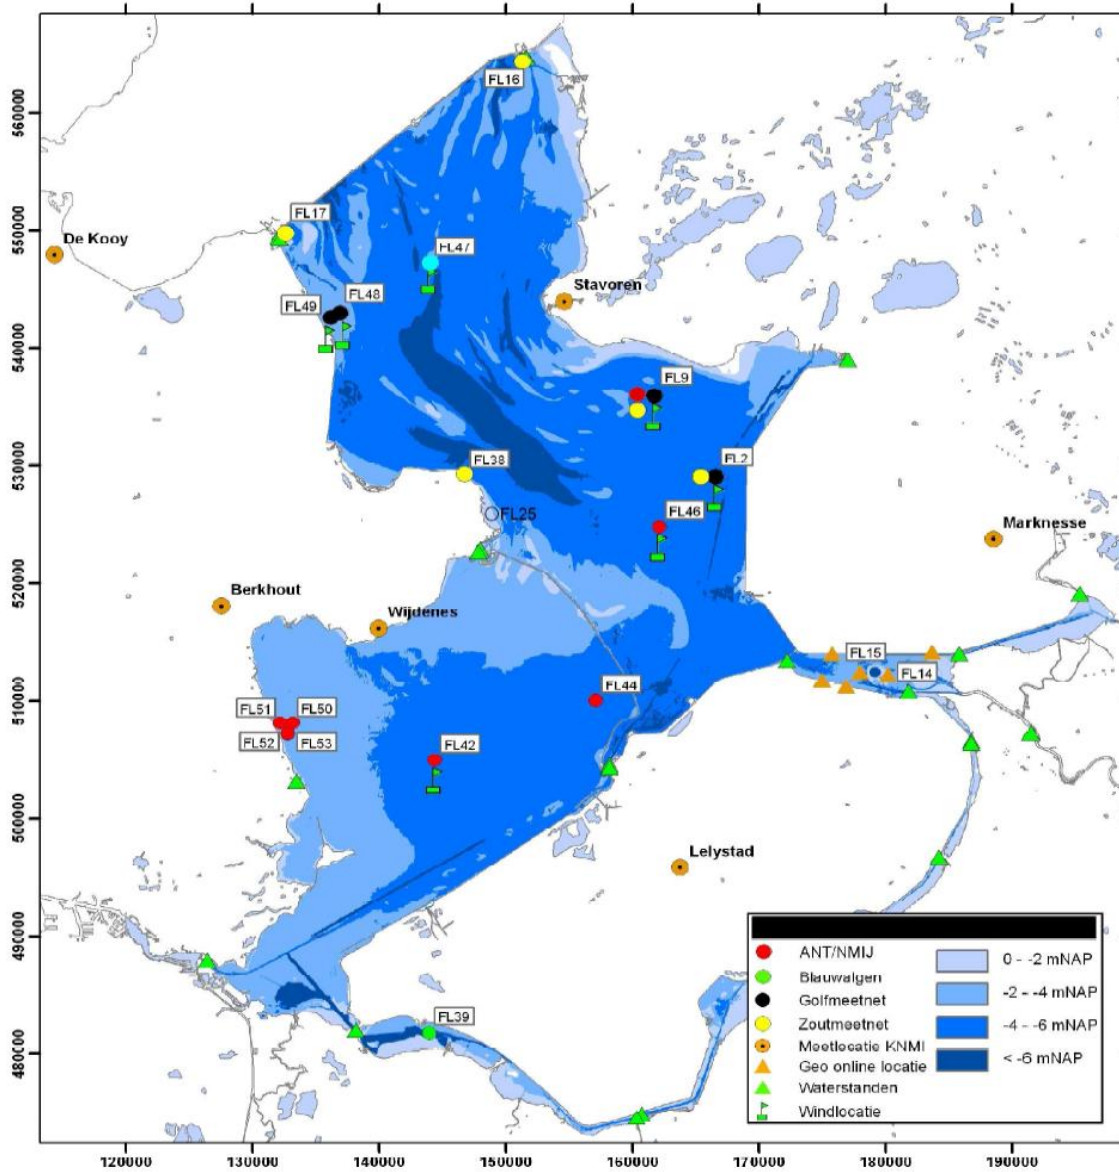 560000
550000
540000
530000
520000
510000
500000
490000
480000
FL16
FL17
De Kooy
FL47
Stavoren
FL49
FL48
FL9
FL38
FL2
FL25
FL46
Marknesse
Berkhout
Wijdenes
FL15
FL14
FL44
FL51
FL50
FL52
FL53
FL42
Lelystad
FL39
ANT/NMIJ
Blauwalgen
Golfmeetnet
Zoutmeetnet
Meetlocatie KNMI
Geo online locatie
Waterstanden
Windlocatie
0 - -2 mNAP
-2 - -4 mNAP
-4 - -6 mNAP
< -6 mNAP
120000 130000 140000 150000 160000 170000 180000 190000